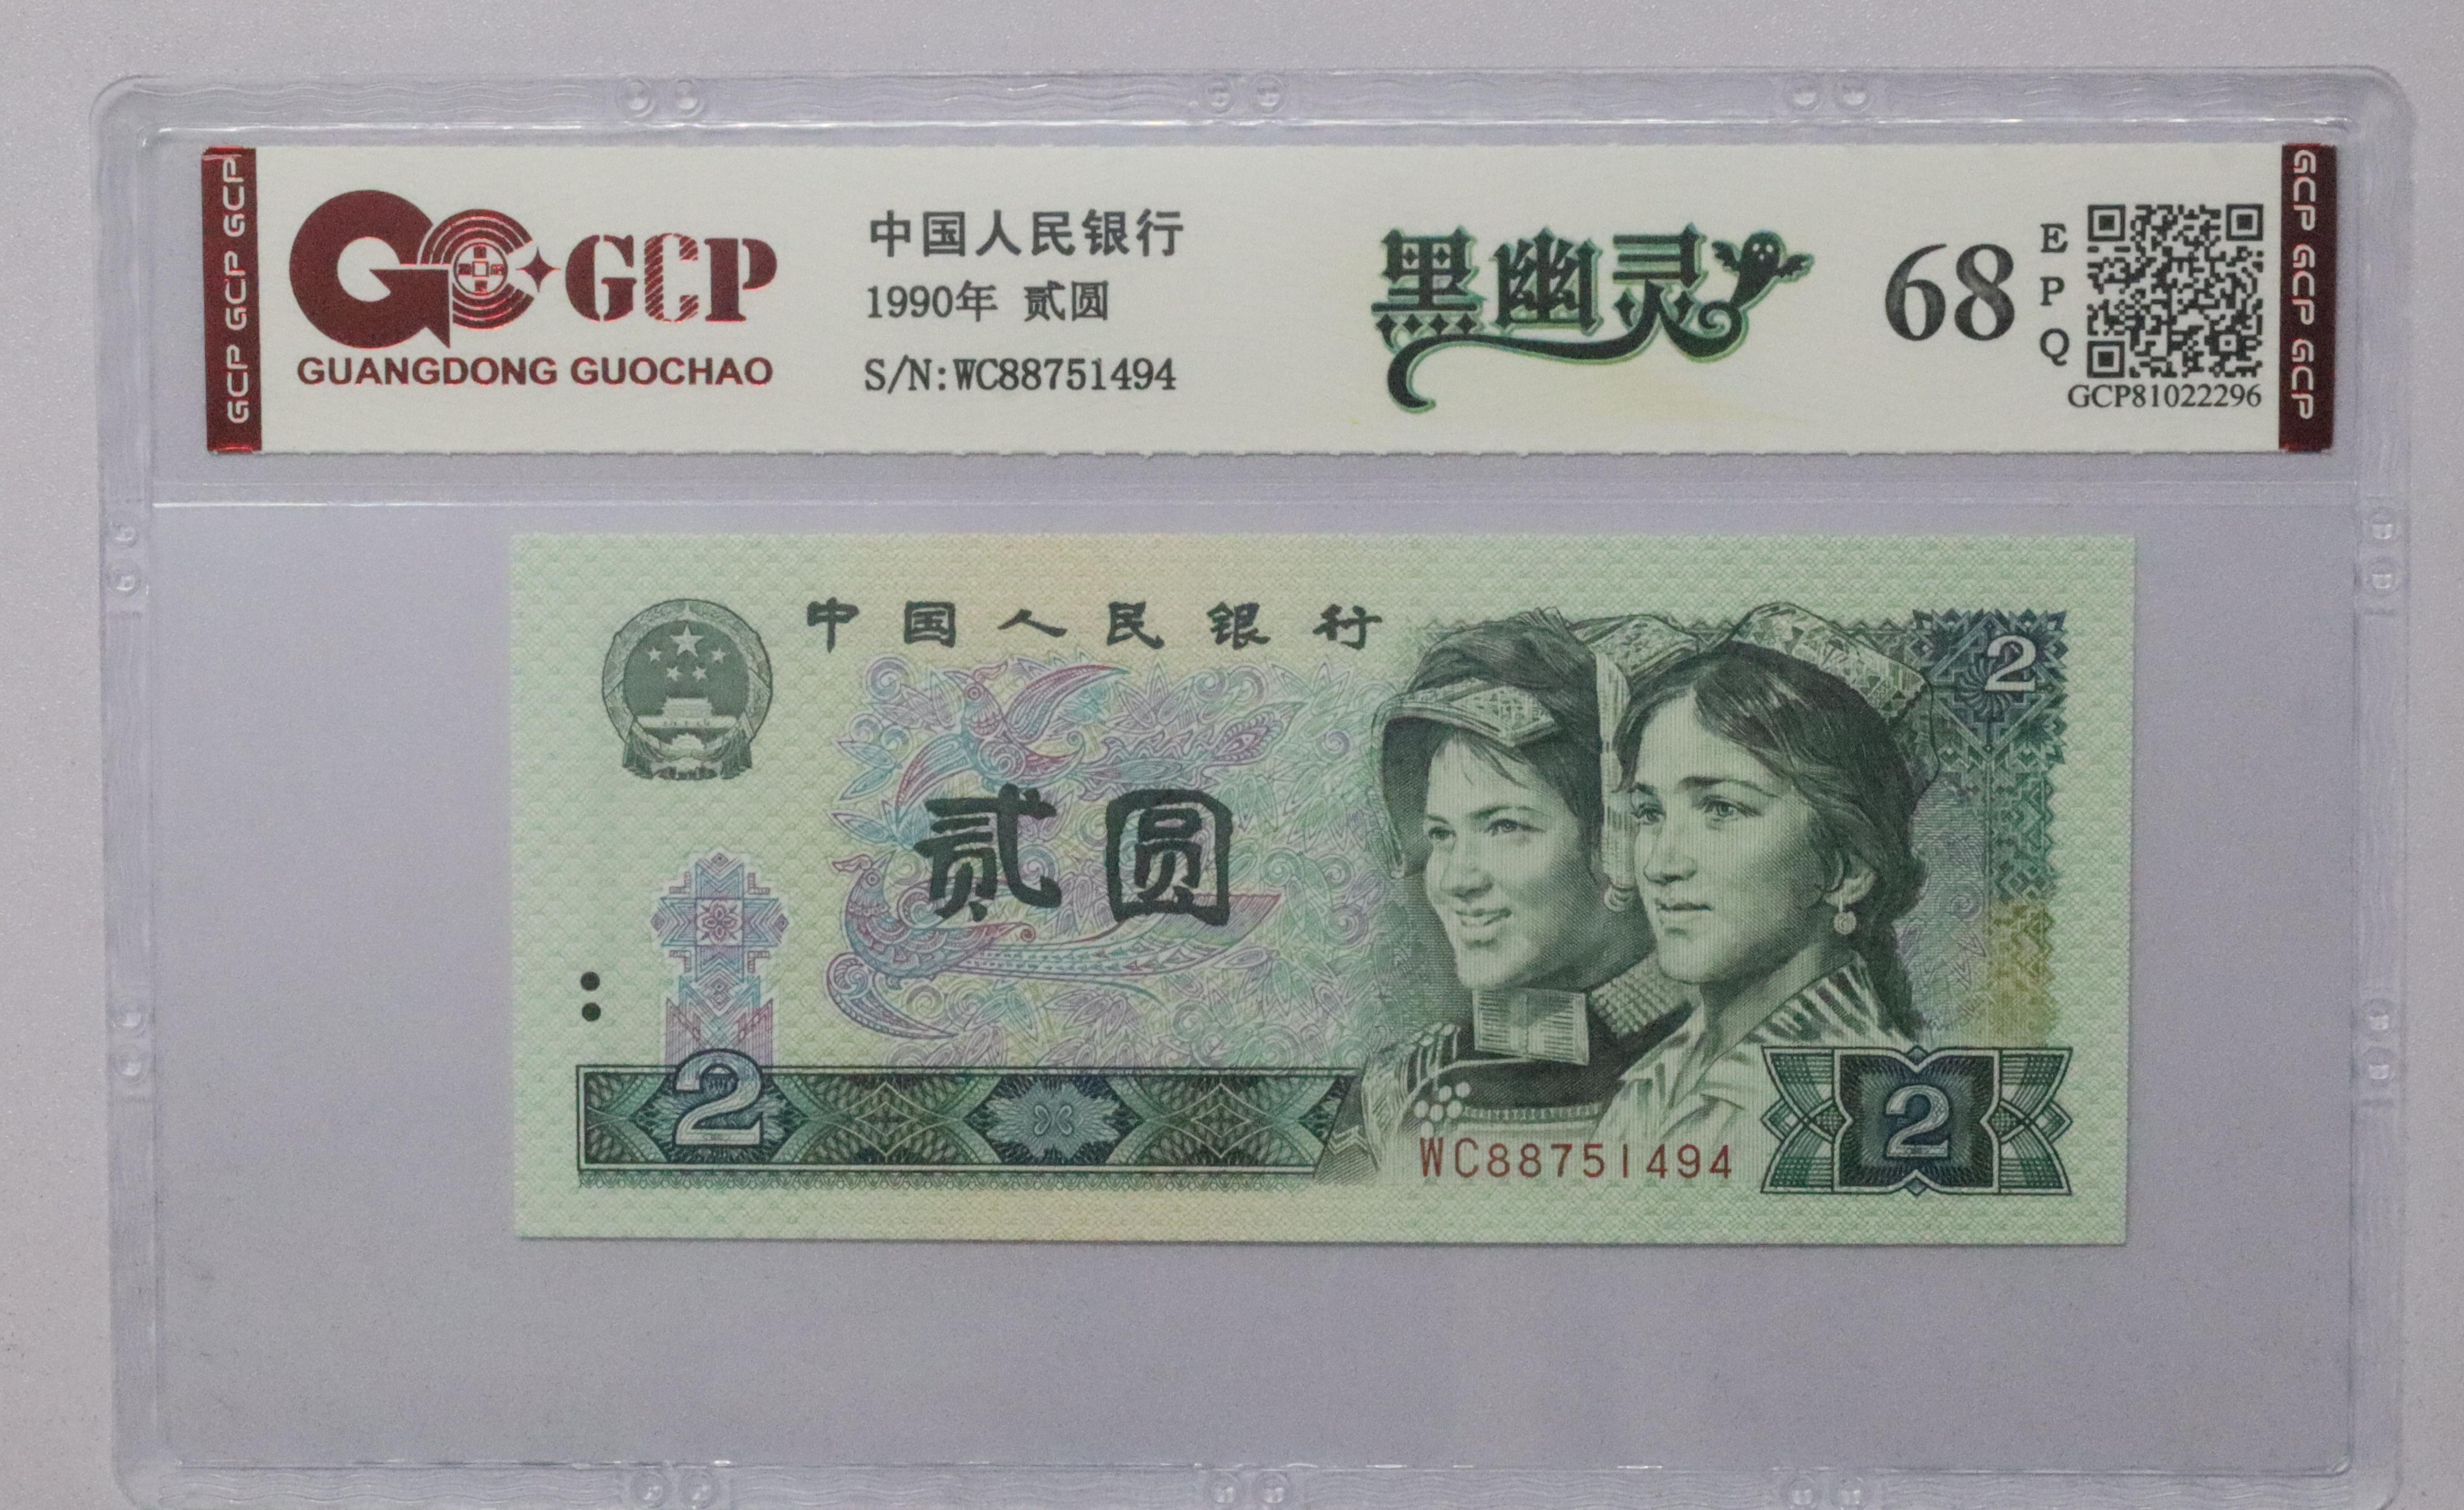 GCP GCP GCP
GCP
GUANGDONG GUOCHAO
中国人民银行
1990年 贰圆
S/N:WC88751494
黑幽灵
68
EPQ
GCP81022296
GCP GCP GCP
中国人民银行
2
贰圆
2
WC88751494
2